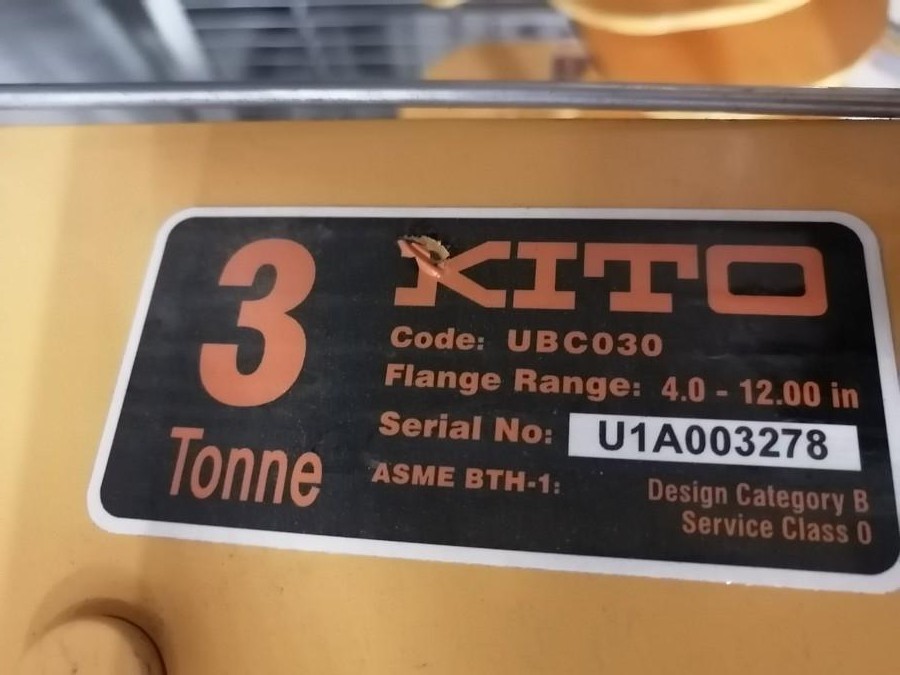 3
Tonne
KITO
Code: UBC030
Flange Range: 4.0 - 12.00 in
Serial No: U1A003278
ASME BTH-1:
Design Category B
Service Class 0